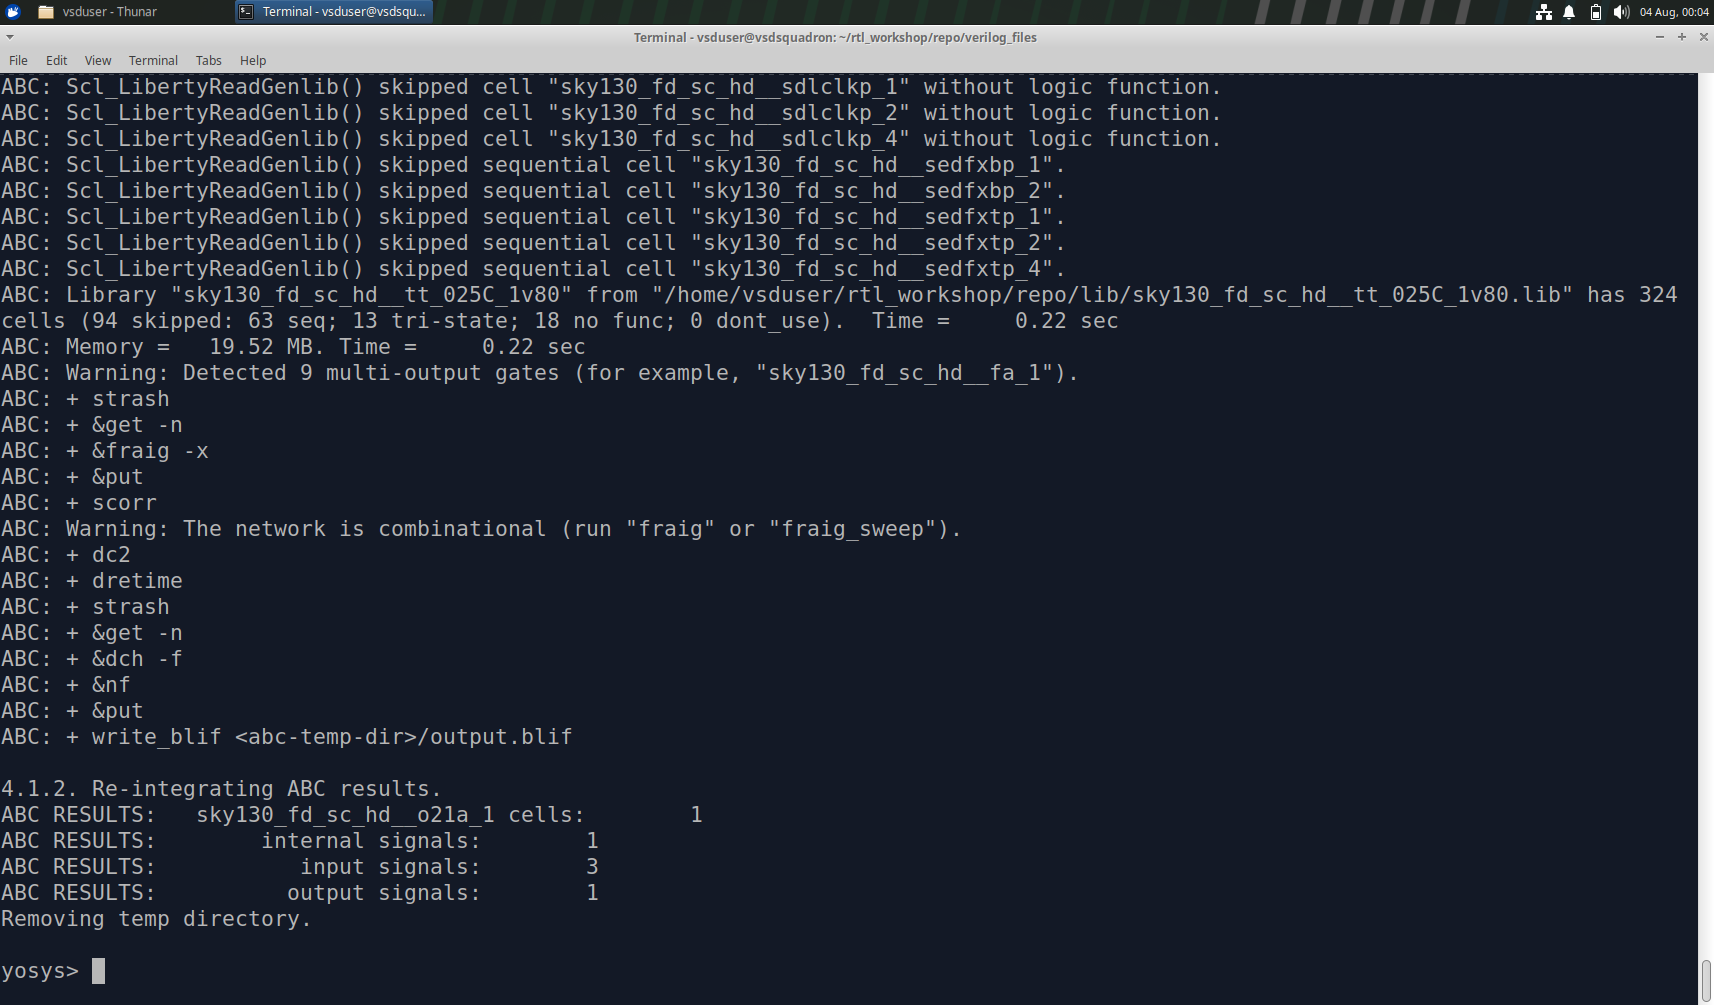 vsduser - Thunar
Terminal - vsduser@vsdsqu...
04 Aug, 00:04
Terminal - vsduser@vsdsquadron: ~/rtl_workshop/repo/verilog_files
File Edit View Terminal Tabs Help
ABC: Scl_LibertyReadGenlib() skipped cell "sky130_fd_sc_hd__sdlclkp_1" without logic function.
ABC: Scl_LibertyReadGenlib() skipped cell "sky130_fd_sc_hd__sdlclkp_2" without logic function.
ABC: Scl_LibertyReadGenlib() skipped cell "sky130_fd_sc_hd__sdlclkp_4" without logic function.
ABC: Scl_LibertyReadGenlib() skipped sequential cell "sky130_fd_sc_hd__sedfxbp_1".
ABC: Scl_LibertyReadGenlib() skipped sequential cell "sky130_fd_sc_hd__sedfxbp_2".
ABC: Scl_LibertyReadGenlib() skipped sequential cell "sky130_fd_sc_hd__sedfxtp_1".
ABC: Scl_LibertyReadGenlib() skipped sequential cell "sky130_fd_sc_hd__sedfxtp_2".
ABC: Scl_LibertyReadGenlib() skipped sequential cell "sky130_fd_sc_hd__sedfxtp_4".
ABC: Library "sky130_fd_sc_hd__tt_025C_1v80" from "/home/vsduser/rtl_workshop/repo/lib/sky130_fd_sc_hd__tt_025C_1v80.lib" has 324
cells (94 skipped: 63 seq; 13 tri-state; 18 no func; 0 dont_use).  Time =     0.22 sec
ABC: Memory =   19.52 MB. Time =     0.22 sec
ABC: Warning: Detected 9 multi-output gates (for example, "sky130_fd_sc_hd__fa_1").
ABC: + strash
ABC: + &get -n
ABC: + &fraig -x
ABC: + &put
ABC: + scorr
ABC: Warning: The network is combinational (run "fraig" or "fraig_sweep").
ABC: + dc2
ABC: + dretime
ABC: + strash
ABC: + &get -n
ABC: + &dch -f
ABC: + &nf
ABC: + &put
ABC: + write_blif <abc-temp-dir>/output.blif
4.1.2. Re-integrating ABC results.
ABC RESULTS:   sky130_fd_sc_hd__o21a_1 cells:        1
ABC RESULTS:        internal signals:        1
ABC RESULTS:           input signals:        3
ABC RESULTS:          output signals:        1
Removing temp directory.
yosys>